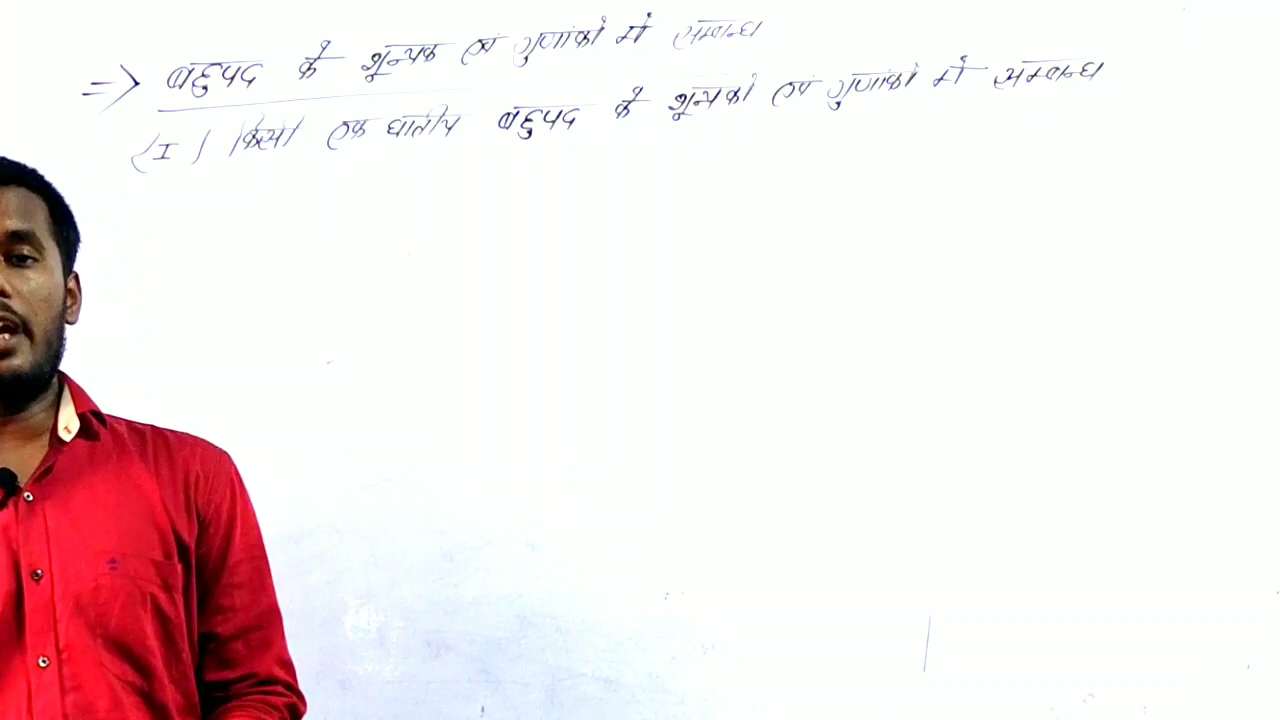 => बहुपद के शून्यक एवं गुणांको में सम्बन्ध
(I) किसी एक घातीय बहुपद के शून्यको एवं गुणांको में सम्बन्ध